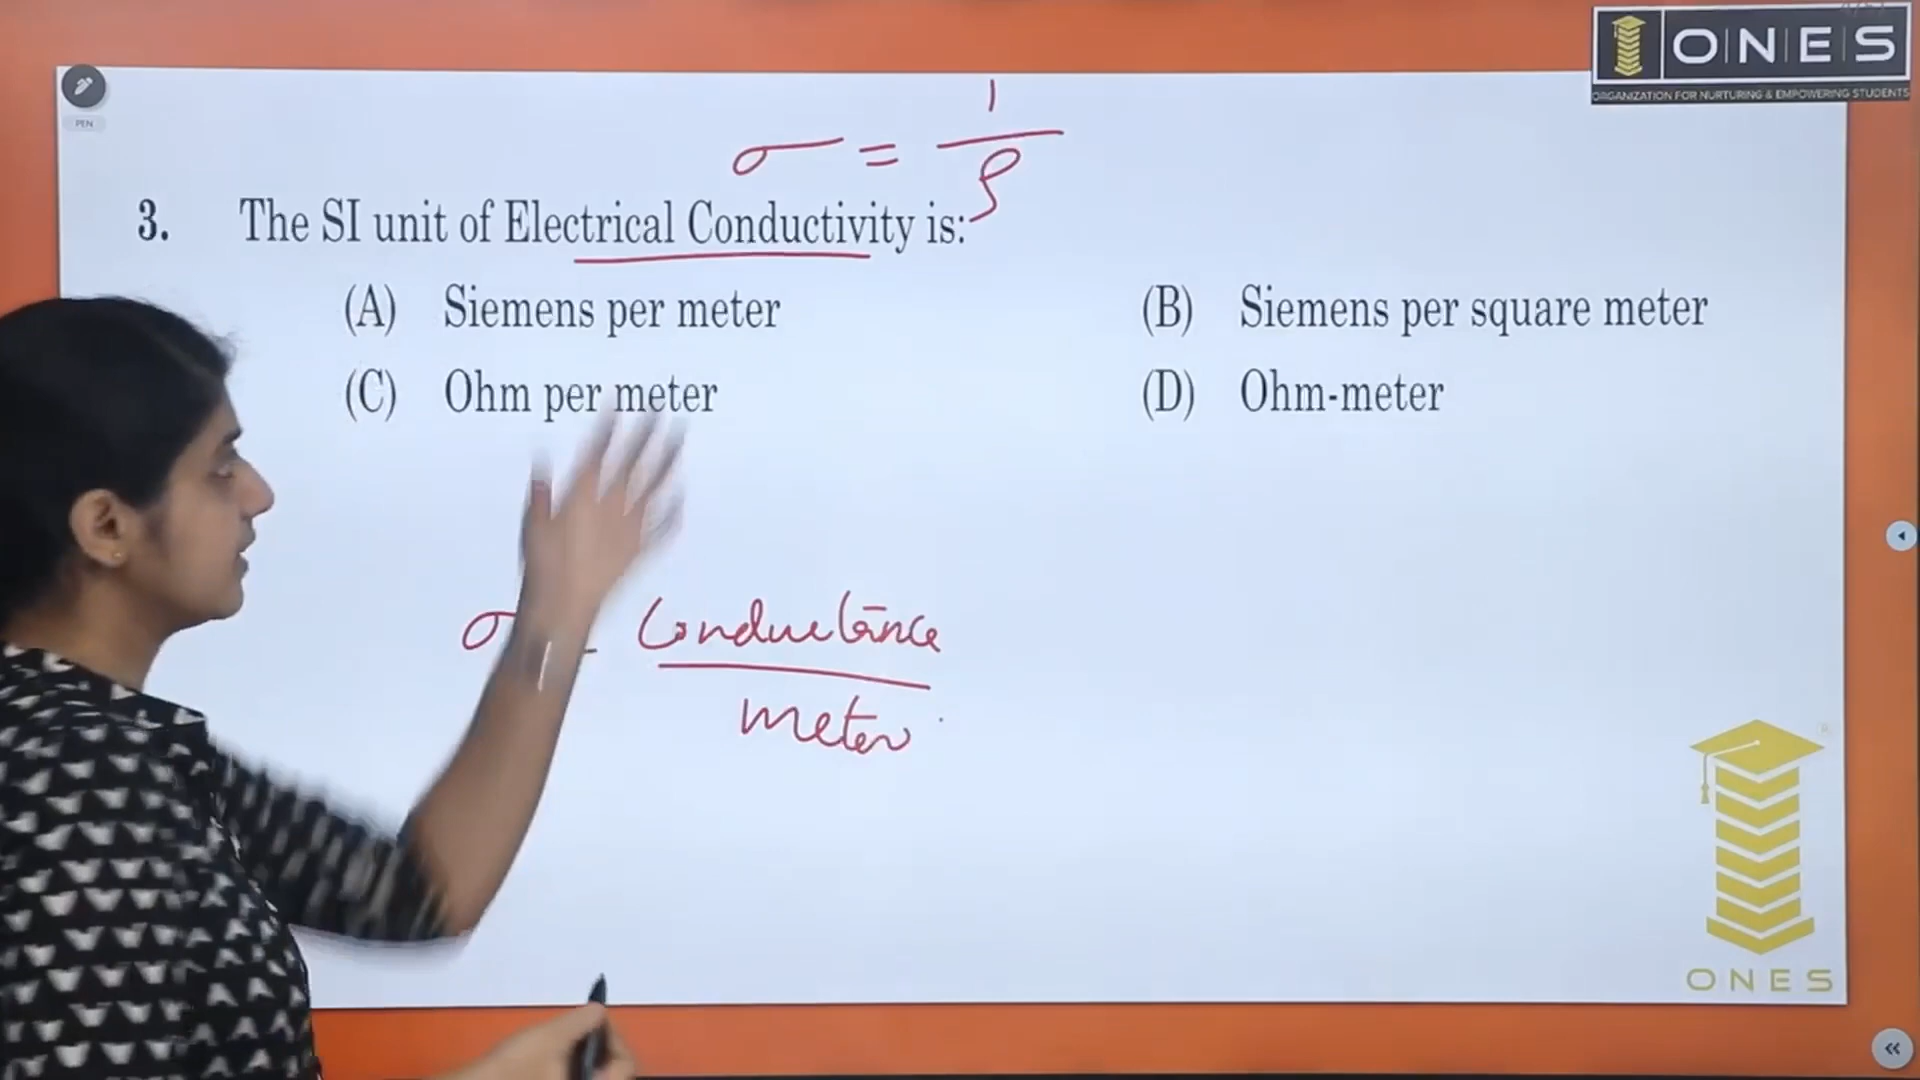 O|N|E|S
ORGANIZATION FOR NURTURING & EMPOWERING STUDENTS
PEN
σ = 1/ρ
3. The SI unit of Electrical Conductivity is:
(A) Siemens per meter
(B) Siemens per square meter
(C) Ohm per meter
(D) Ohm-meter
σ = Conductance
meter
ONES